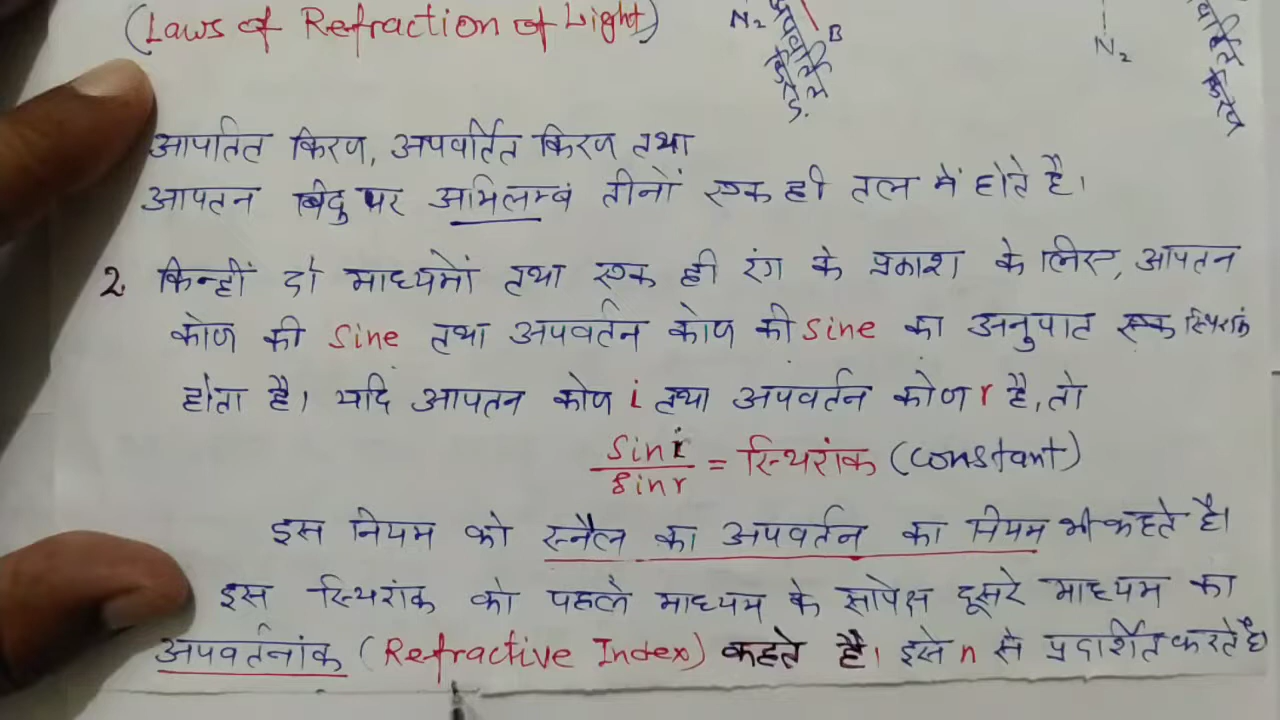 (Laws of Refraction of Light)
N₂
B
N₂
आपतित किरण, अपवर्तित किरण तथा
आपतन बिंदु पर अभिलम्ब तीनों एक ही तल में होते है।
2. किन्हीं दो माध्यमों तथा एक ही रंग के प्रकाश के लिए, आपतन
कोण की Sine तथा अपवर्तन कोण की Sine का अनुपात एक स्थिरांक
होता है। यदि आपतन कोण i तथा अपवर्तन कोण r है, तो
Sin i / Sin r = स्थिरांक (Constant)
इस नियम को स्नैल का अपवर्तन का नियम भी कहते है।
इस स्थिरांक को पहले माध्यम के सापेक्ष दूसरे माध्यम का
अपवर्तनांक (Refractive Index) कहते है। इसे n से प्रदर्शित करते है